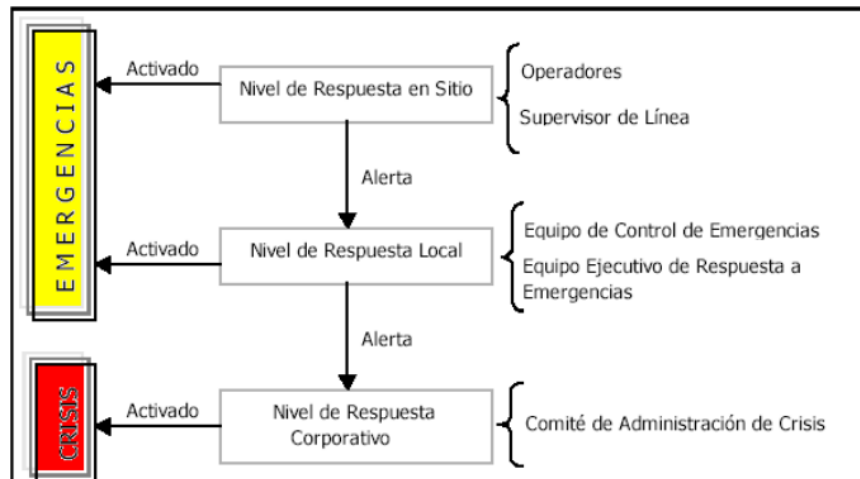 EMERGENCIAS
Activado
Nivel de Respuesta en Sitio
Operadores
Supervisor de Línea
Alerta
Activado
Nivel de Respuesta Local
Equipo de Control de Emergencias
Equipo Ejecutivo de Respuesta a
Emergencias
Alerta
CRISIS
Activado
Nivel de Respuesta
Corporativo
Comité de Administración de Crisis